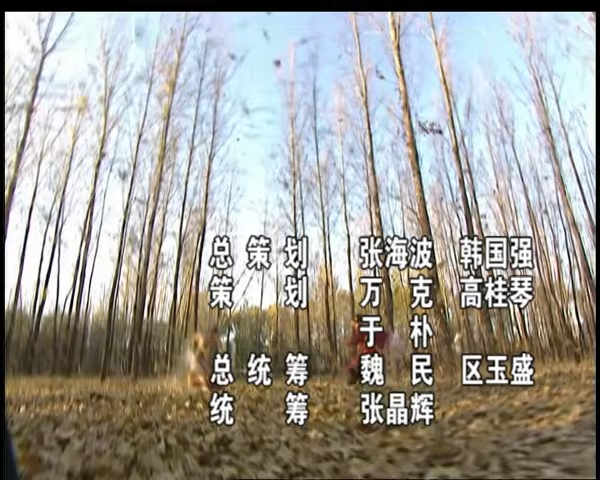 总策划 张海波 韩国强
策划 万克 高桂琴
于朴
总统筹 魏民 区玉盛
统筹 张晶辉